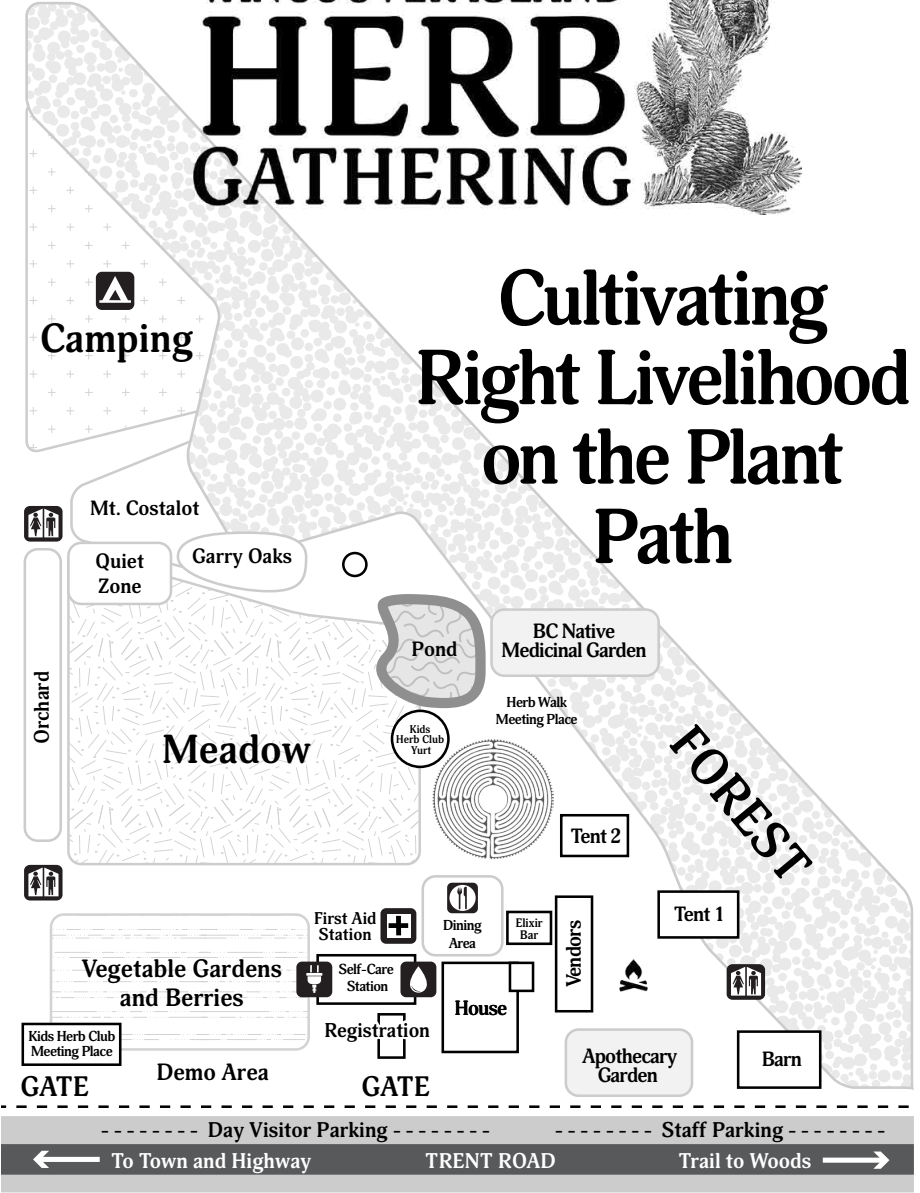 HERB
GATHERING
Cultivating
Right Livelihood
on the Plant
Path
Camping
Mt. Costalot
Quiet
Zone
Garry Oaks
Orchard
Pond
BC Native
Medicinal Garden
Herb Walk
Meeting Place
Kids
Herb Club
Yurt
Meadow
FOREST
Tent 2
Tent 1
First Aid
Station
Dining
Area
Elixir
Bar
Vendors
Vegetable Gardens
and Berries
Self-Care
Station
House
Registration
Kids Herb Club
Meeting Place
Demo Area
Apothecary
Garden
Barn
GATE
GATE
Day Visitor Parking
Staff Parking
To Town and Highway
TRENT ROAD
Trail to Woods